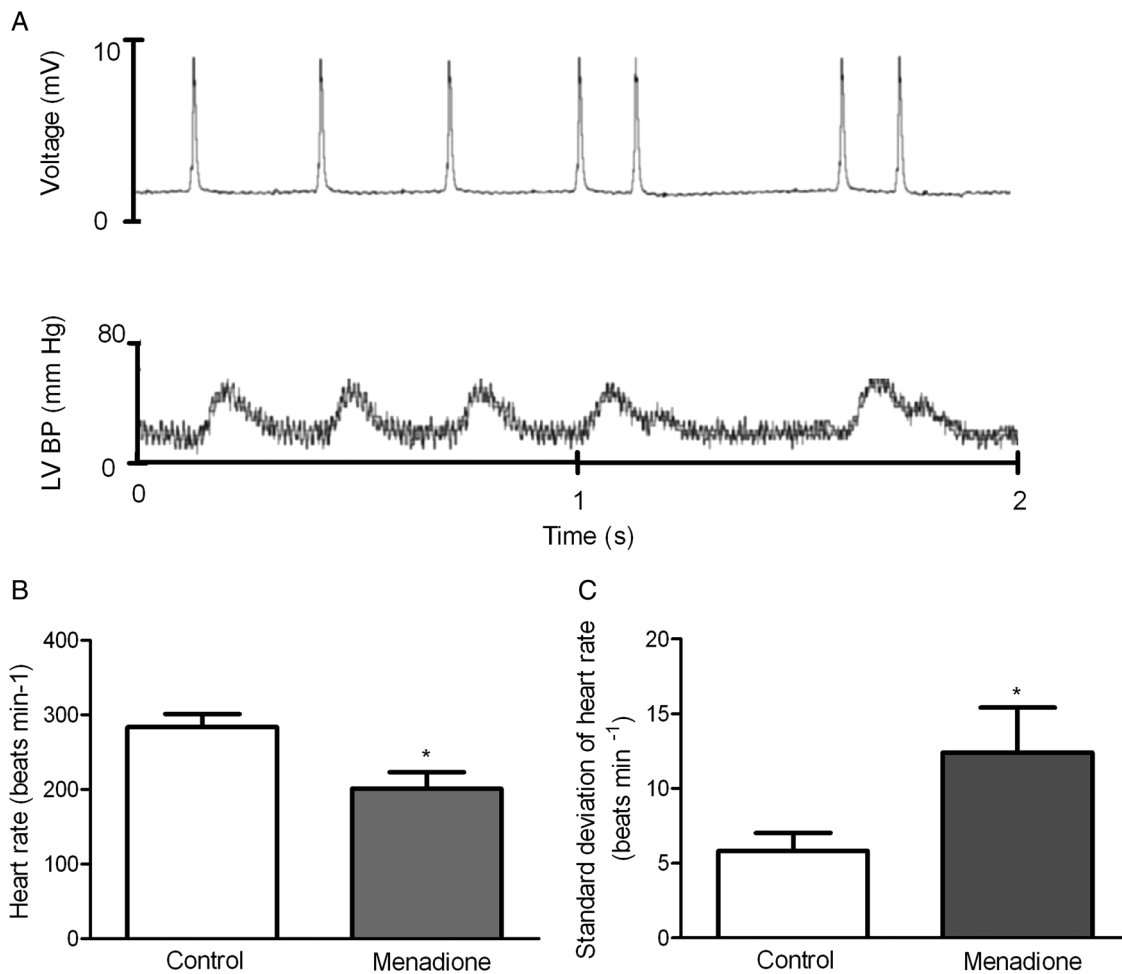 A
10
Voltage (mV)
0
80
LV BP (mm Hg)
0
0
1
2
Time (s)
B
400
300
200
100
0
Heart rate (beats min-1)
*
Control
Menadione
C
20
15
10
5
0
Standard deviation of heart rate
(beats min -1)
*
Control
Menadione